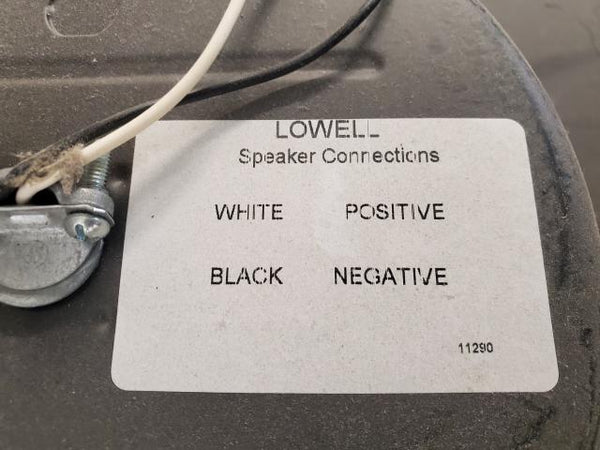 LOWELL
Speaker Connections
WHITE POSITIVE
BLACK NEGATIVE
11290